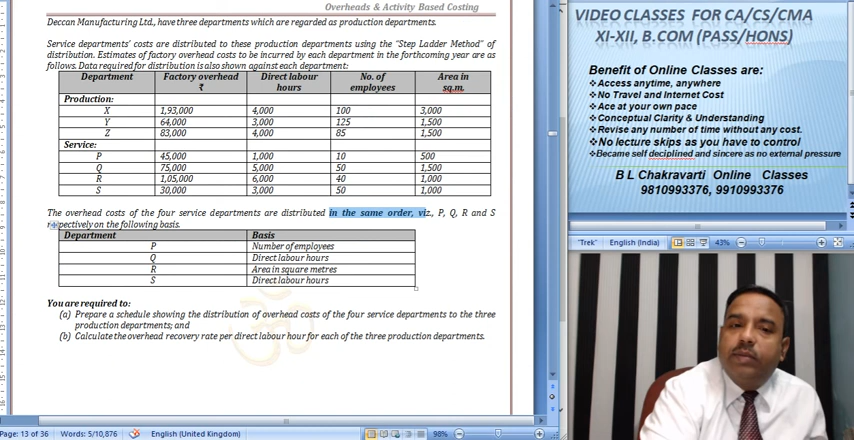 Overheads & Activity Based Costing
Deccan Manufacturing Ltd., have three departments which are regarded as production departments.
Service departments' costs are distributed to these production departments using the "Step Ladder Method" of
distribution. Estimates of factory overhead costs to be incurred by each department in the forthcoming year are as
follows. Data required for distribution is also shown against each department:
Department Factory overhead ₹ Direct labour hours No. of employees Area in sq.m.
Production:
X 1,93,000 4,000 100 3,000
Y 64,000 3,000 125 1,500
Z 83,000 4,000 85 1,500
Service:
P 45,000 1,000 10 500
Q 75,000 5,000 50 1,500
R 1,05,000 6,000 40 1,000
S 30,000 3,000 50 1,000
The overhead costs of the four service departments are distributed in the same order, viz., P, Q, R and S
respectively on the following basis.
Department Basis
P Number of employees
Q Direct labour hours
R Area in square metres
S Direct labour hours
You are required to:
(a) Prepare a schedule showing the distribution of overhead costs of the four service departments to the three
production departments; and
(b) Calculate the overhead recovery rate per direct labour hour for each of the three production departments.
Page: 13 of 36 Words: 5/10,876 English (United Kingdom) 98%
VIDEO CLASSES FOR CA/CS/CMA
XI-XII, B.COM (PASS/HONS)
Benefit of Online Classes are:
❖Access anytime, anywhere
❖No Travel and Internet Cost
❖Ace at your own pace
❖Conceptual Clarity & Understanding
❖Revise any number of time without any cost.
❖No lecture skips as you have to control
❖Became self deciplined and sincere as no external pressure
B L Chakravarti Online Classes
9810993376, 9910993376
"Trek" English (India) 43%